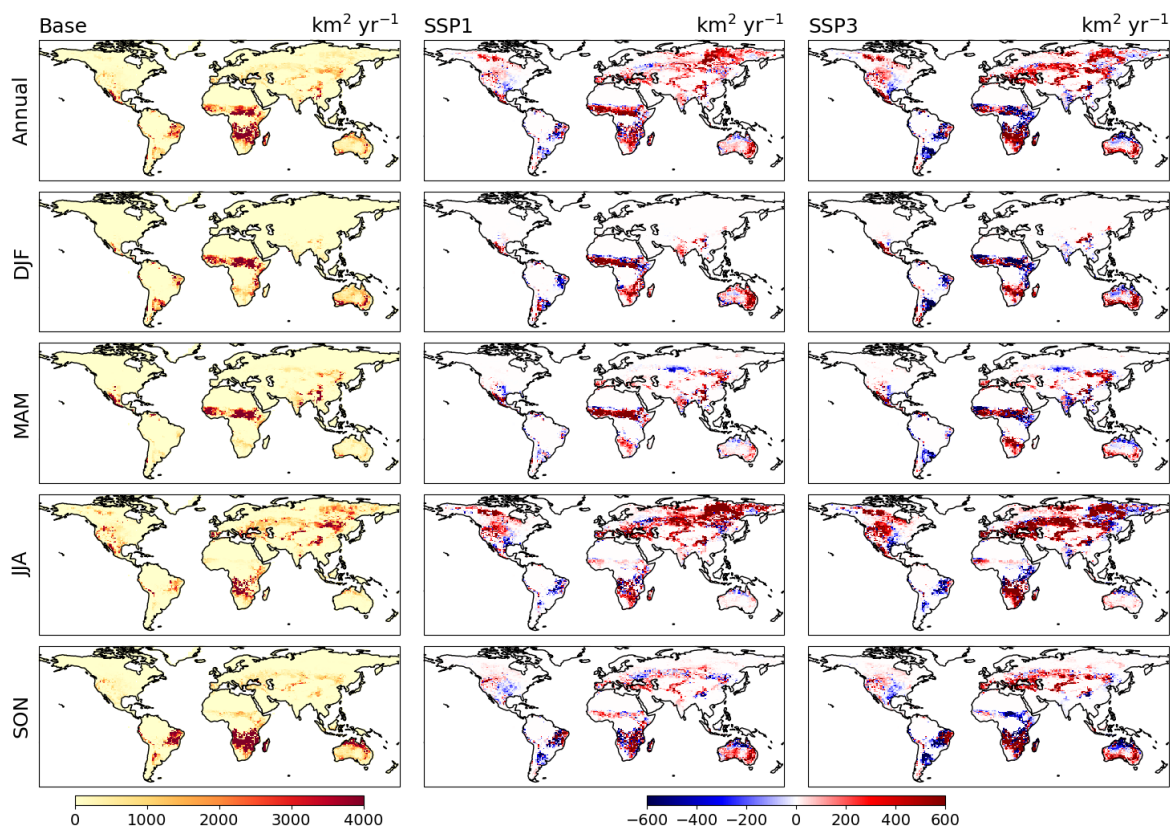 Base km² yr⁻¹ SSP1 km² yr⁻¹ SSP3 km² yr⁻¹
Annual
DJF
MAM
JJA
SON
0 1000 2000 3000 4000 −600 −400 −200 0 200 400 600